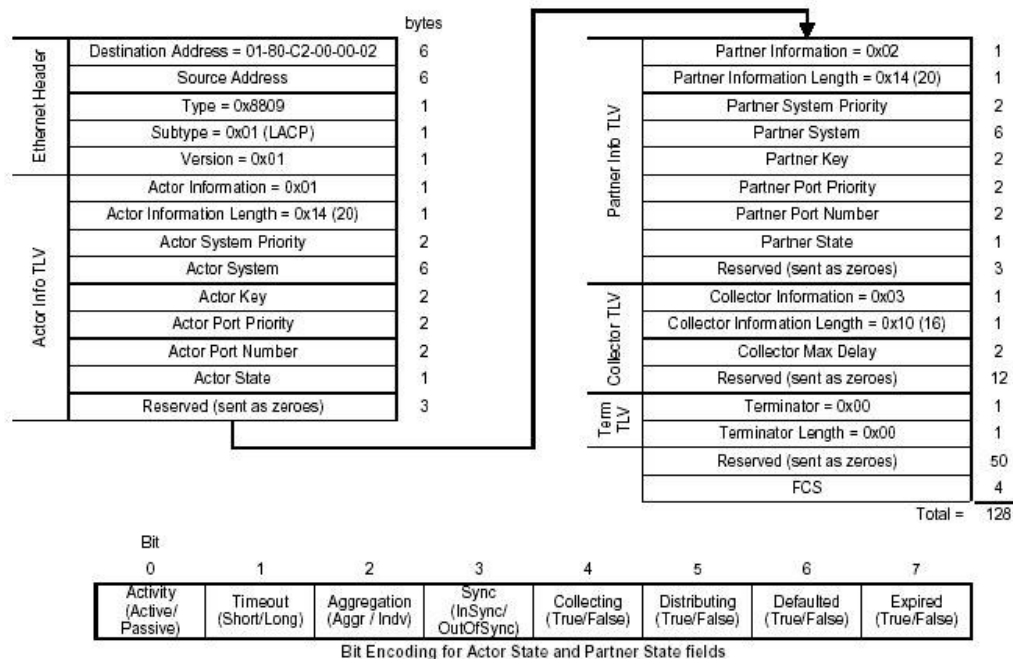 bytes
Ethernet Header
Destination Address = 01-80-C2-00-00-02 6
Source Address 6
Type = 0x8809 1
Subtype = 0x01 (LACP) 1
Version = 0x01 1
Actor Info TLV
Actor Information = 0x01 1
Actor Information Length = 0x14 (20) 1
Actor System Priority 2
Actor System 6
Actor Key 2
Actor Port Priority 2
Actor Port Number 2
Actor State 1
Reserved (sent as zeroes) 3
Partner Info TLV
Partner Information = 0x02 1
Partner Information Length = 0x14 (20) 1
Partner System Priority 2
Partner System 6
Partner Key 2
Partner Port Priority 2
Partner Port Number 2
Partner State 1
Reserved (sent as zeroes) 3
Collector TLV
Collector Information = 0x03 1
Collector Information Length = 0x10 (16) 1
Collector Max Delay 2
Reserved (sent as zeroes) 12
Term
TLV
Terminator = 0x00 1
Terminator Length = 0x00 1
Reserved (sent as zeroes) 50
FCS 4
Total = 128
Bit
0 1 2 3 4 5 6 7
Activity
(Active/
Passive)
Timeout
(Short/Long)
Aggregation
(Aggr / Indv)
Sync
(InSync/
OutOfSync)
Collecting
(True/False)
Distributing
(True/False)
Defaulted
(True/False)
Expired
(True/False)
Bit Encoding for Actor State and Partner State fields